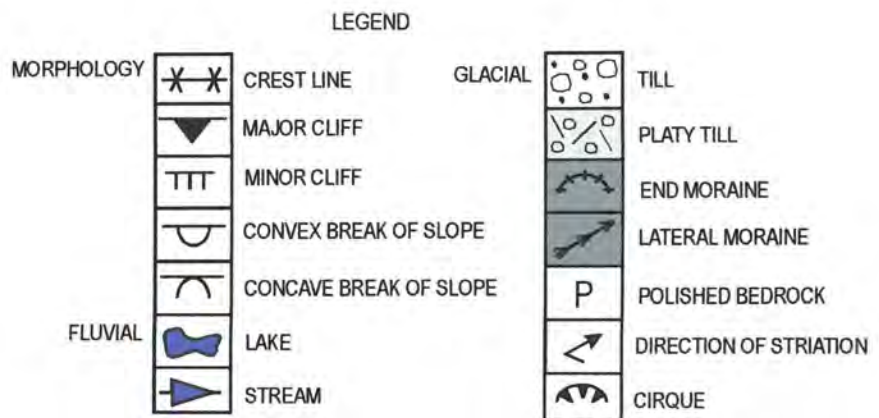 LEGEND
MORPHOLOGY
CREST LINE
MAJOR CLIFF
MINOR CLIFF
CONVEX BREAK OF SLOPE
CONCAVE BREAK OF SLOPE
FLUVIAL
LAKE
STREAM
GLACIAL
TILL
PLATY TILL
END MORAINE
LATERAL MORAINE
P POLISHED BEDROCK
DIRECTION OF STRIATION
CIRQUE